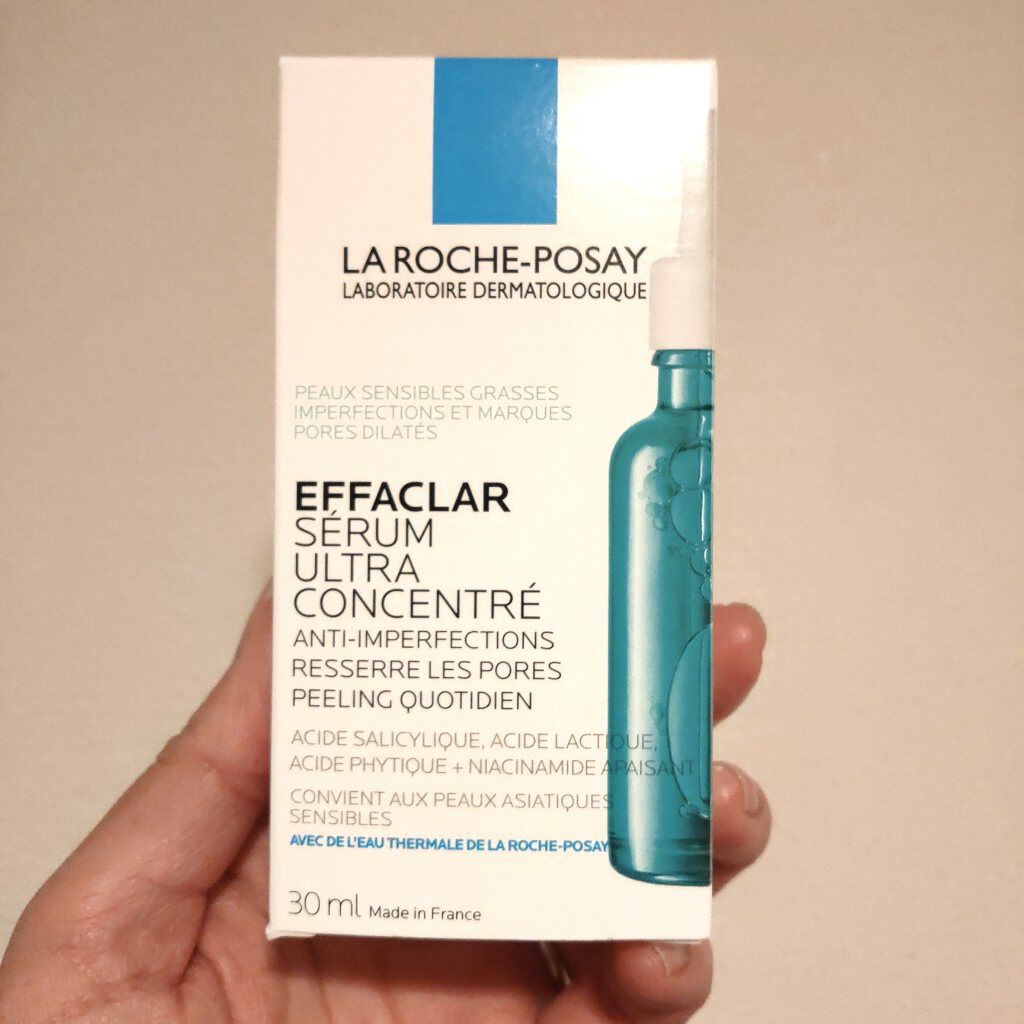 LA ROCHE-POSAY
LABORATOIRE DERMATOLOGIQUE
PEAUX SENSIBLES GRASSES
IMPERFECTIONS ET MARQUES
PORES DILATÉS
EFFACLAR
SÉRUM
ULTRA
CONCENTRÉ
ANTI-IMPERFECTIONS
RESSERRE LES PORES
PEELING QUOTIDIEN
ACIDE SALICYLIQUE, ACIDE LACTIQUE,
ACIDE PHYTIQUE + NIACINAMIDE APAISANT
CONVIENT AUX PEAUX ASIATIQUES
SENSIBLES
AVEC DE L'EAU THERMALE DE LA ROCHE-POSAY
30 ml Made in France